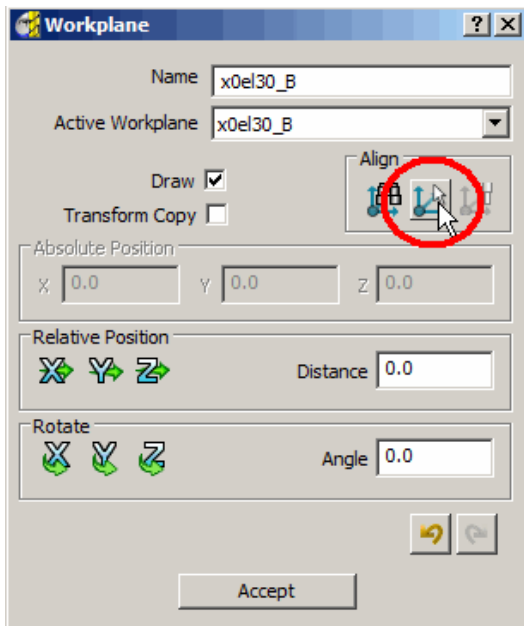 Workplane
Name x0el30_B
Active Workplane x0el30_B
Align
Draw
Transform Copy
Absolute Position
X 0.0 Y 0.0 Z 0.0
Relative Position
X Y Z Distance 0.0
Rotate
X Y Z Angle 0.0
Accept